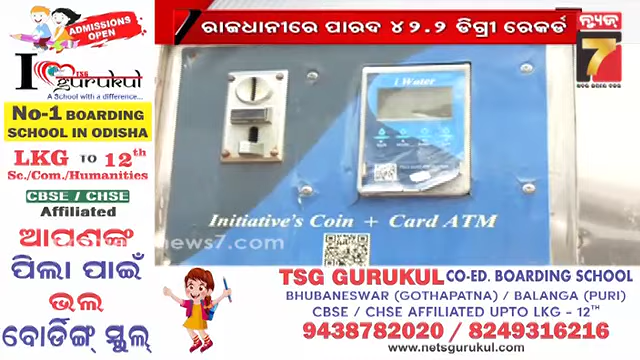 ADMISSIONS
OPEN
I TSG
gurukul
A School with a difference...
No-1 BOARDING
SCHOOL IN ODISHA
LKG TO 12th
Sc./Com./Humanities
CBSE / CHSE
Affiliated
ଆପଣଙ୍କ
ପିଲା ପାଇଁ
ଭଲ
ବୋର୍ଡିଙ୍ଗ୍ ସ୍କୁଲ୍
ରାଜଧାନୀରେ ପାରଦ ୪୨.୨ ଡିଗ୍ରୀ ରେକର୍ଡ
ନ୍ୟୁଜ୍
7
i Water
Initiative's Coin + Card ATM
news7.com
TSG GURUKUL CO-ED. BOARDING SCHOOL
BHUBANESWAR (GOTHAPATNA) / BALANGA (PURI)
CBSE / CHSE AFFILIATED UPTO LKG - 12TH
9438782020 / 8249316216
www.netsgurukul.com